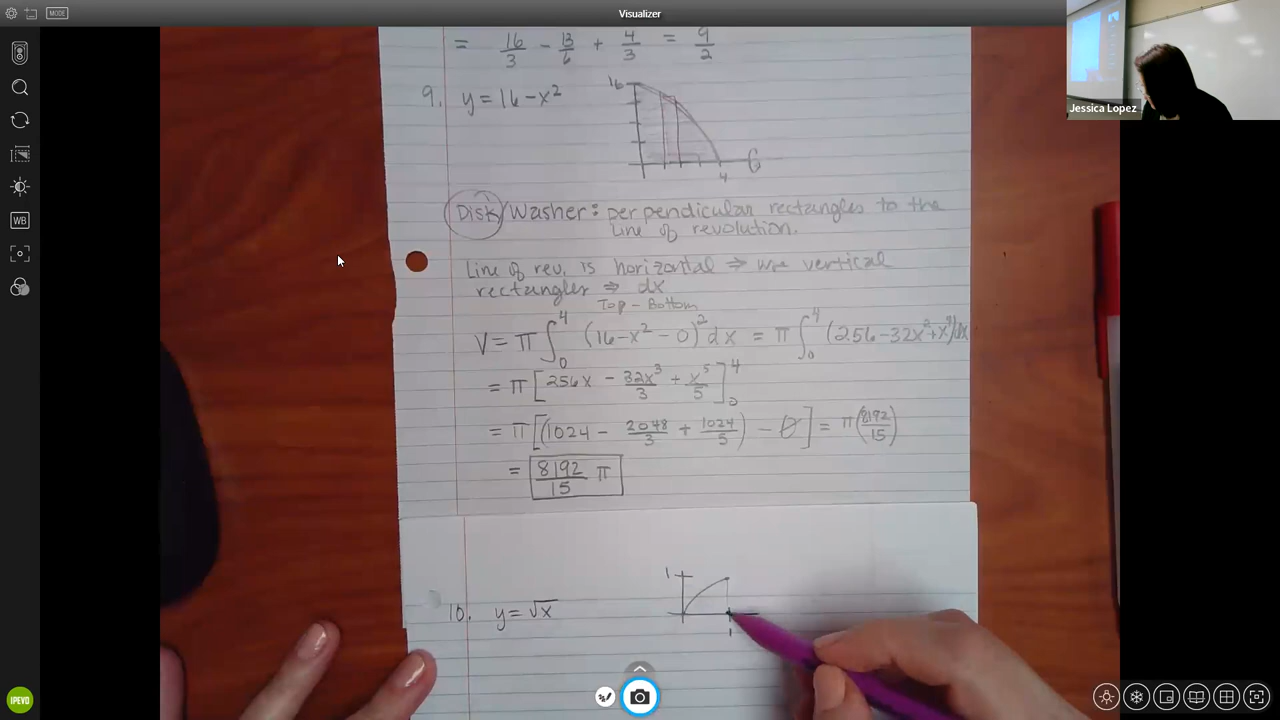 MODE
Visualizer
Jessica Lopez
WB
= 16/3 - 13/6 + 4/3 = 9/2
9. y = 16 - x²
16
4
Disk/Washer: perpendicular rectangles to the
line of revolution.
Line of rev. is horizontal ⇒ use vertical
rectangles ⇒ dx
Top - Bottom
V = π ∫₀⁴ (16 - x² - 0)² dx = π ∫₀⁴ (256 - 32x² + x⁴) dx
= π [256x - 32x³/3 + x⁵/5]₀⁴
= π [(1024 - 2048/3 + 1024/5) - 0] = π(8192/15)
= 8192/15 π
10. y = √x
1
1
IPEVO